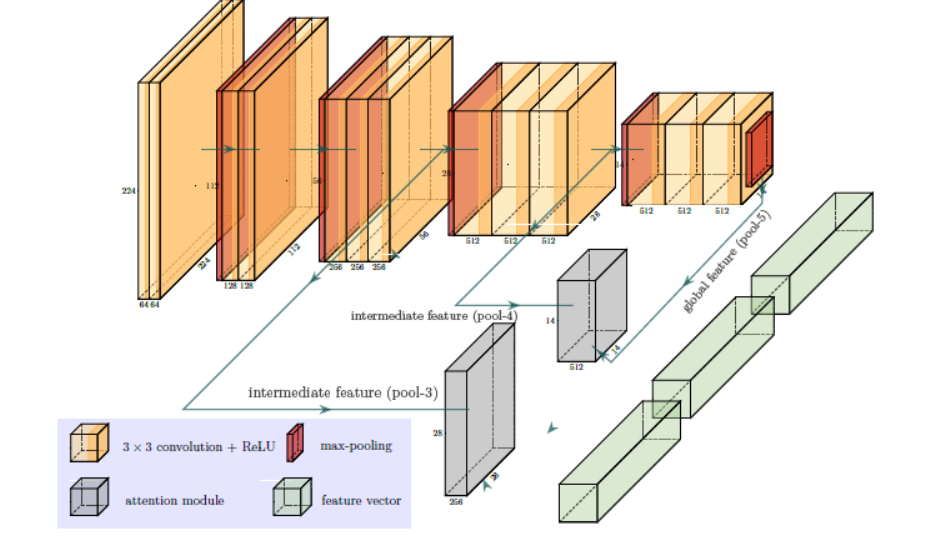 224
224
64 64
112
112
128 128
56
56
256 256 256
28
28
512 512 512
14
14
512 512 512
global feature (pool-5)
intermediate feature (pool-4)
14
14
512
intermediate feature (pool-3)
28
28
256
3 × 3 convolution + ReLU
max-pooling
attention module
feature vector